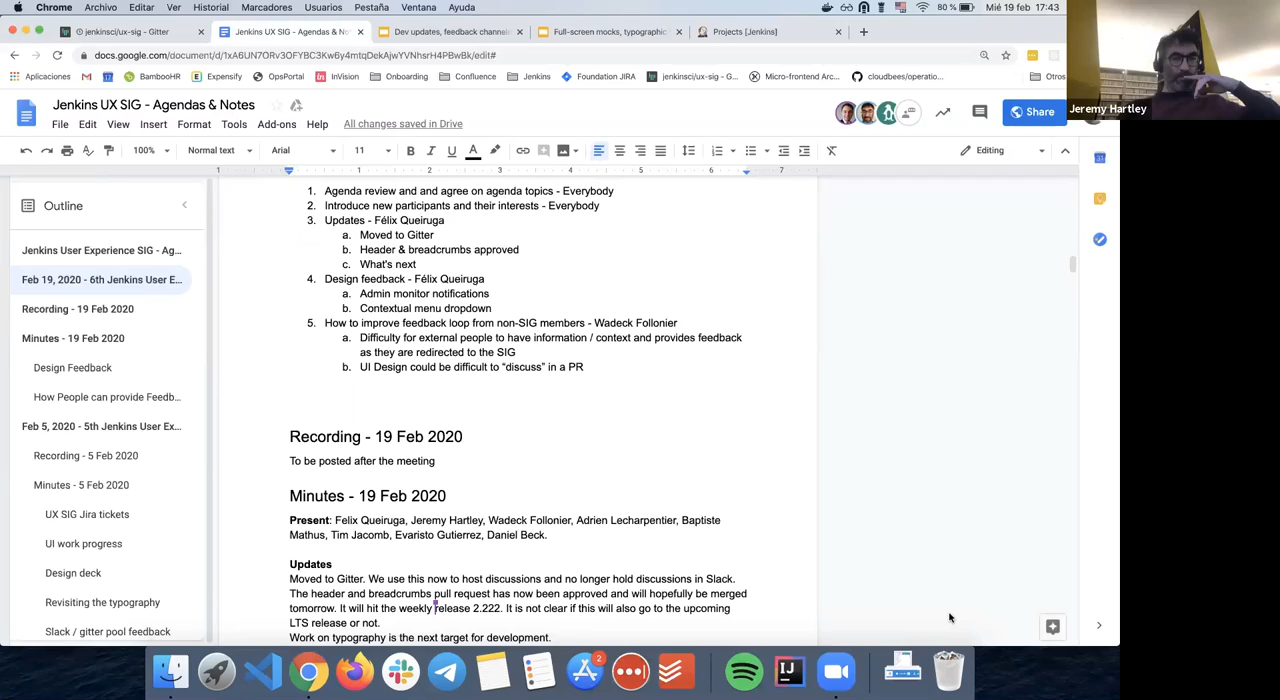 Chrome Archivo Editar Ver Historial Marcadores Usuarios Pestaña Ventana Ayuda 80 % Mié 19 feb 17:43
jenkinsci/ux-sig - Gitter Jenkins UX SIG - Agendas & Notes Dev updates, feedback channel Full-screen mocks, typographic Projects [Jenkins]
docs.google.com/document/d/1xA6UN7ORv3OFYBC3Kw6y4mtqDekAjwYVNhsrH4PBwBk/edit#
Aplicaciones BambooHR Expensify OpsPortal InVision Onboarding Confluence Jenkins Foundation JIRA jenkinsci/ux-sig - G... Micro-frontend Arc... cloudbees/operatio... Otros
Jeremy Hartley
Jenkins UX SIG - Agendas & Notes
Share
File Edit View Insert Format Tools Add-ons Help All changes saved in Drive
100% Normal text Arial 11 Editing
1 1 2 3 4 5 6 7
Outline
Jenkins User Experience SIG - Ag...
Feb 19, 2020 - 6th Jenkins User E...
Recording - 19 Feb 2020
Minutes - 19 Feb 2020
Design Feedback
How People can provide Feedb...
Feb 5, 2020 - 5th Jenkins User Ex...
Recording - 5 Feb 2020
Minutes - 5 Feb 2020
UX SIG Jira tickets
UI work progress
Design deck
Revisiting the typography
Slack / gitter pool feedback
1. Agenda review and and agree on agenda topics - Everybody
2. Introduce new participants and their interests - Everybody
3. Updates - Félix Queiruga
a. Moved to Gitter
b. Header & breadcrumbs approved
c. What's next
4. Design feedback - Félix Queiruga
a. Admin monitor notifications
b. Contextual menu dropdown
5. How to improve feedback loop from non-SIG members - Wadeck Follonier
a. Difficulty for external people to have information / context and provides feedback
as they are redirected to the SIG
b. UI Design could be difficult to “discuss” in a PR
Recording - 19 Feb 2020
To be posted after the meeting
Minutes - 19 Feb 2020
Present: Felix Queiruga, Jeremy Hartley, Wadeck Follonier, Adrien Lecharpentier, Baptiste
Mathus, Tim Jacomb, Evaristo Gutierrez, Daniel Beck.
Updates
Moved to Gitter. We use this now to host discussions and no longer hold discussions in Slack.
The header and breadcrumbs pull request has now been approved and will hopefully be merged
tomorrow. It will hit the weekly release 2.222. It is not clear if this will also go to the upcoming
LTS release or not.
Work on typography is the next target for development.
2